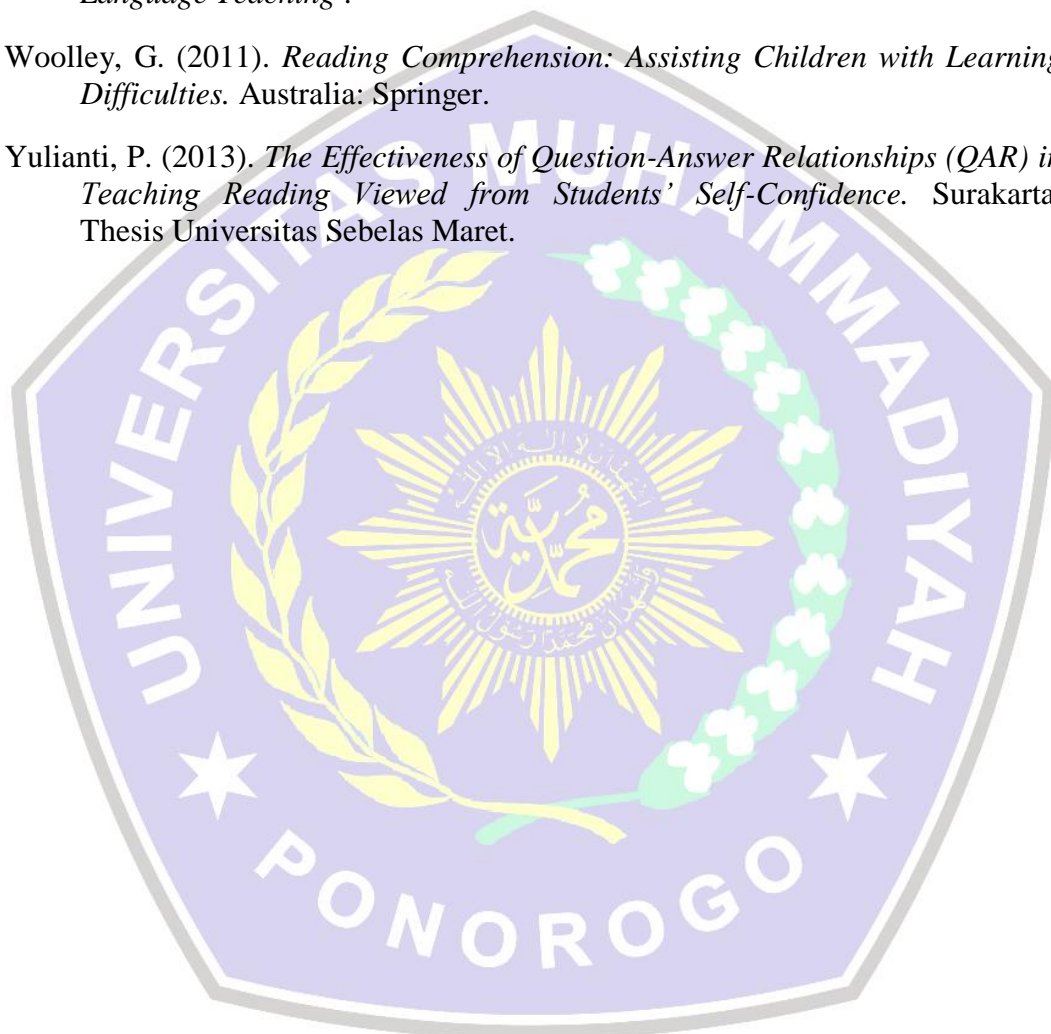 Language Teaching .
Woolley, G. (2011). Reading Comprehension: Assisting Children with Learning
Difficulties. Australia: Springer.
Yulianti, P. (2013). The Effectiveness of Question-Answer Relationships (QAR) in
Teaching Reading Viewed from Students’ Self-Confidence. Surakarta
Thesis Universitas Sebelas Maret.
UNIVERSITAS MUHAMMADIYAH
محمدية
PONOROGO